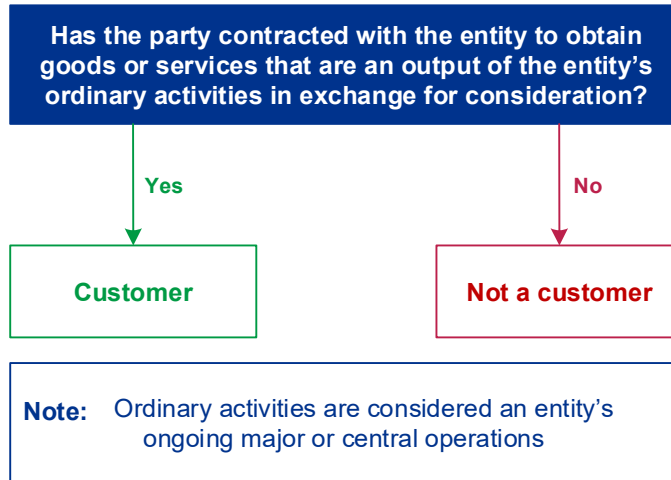 Has the party contracted with the entity to obtain
goods or services that are an output of the entity's
ordinary activities in exchange for consideration?
Yes
No
Customer
Not a customer
Note: Ordinary activities are considered an entity's
ongoing major or central operations